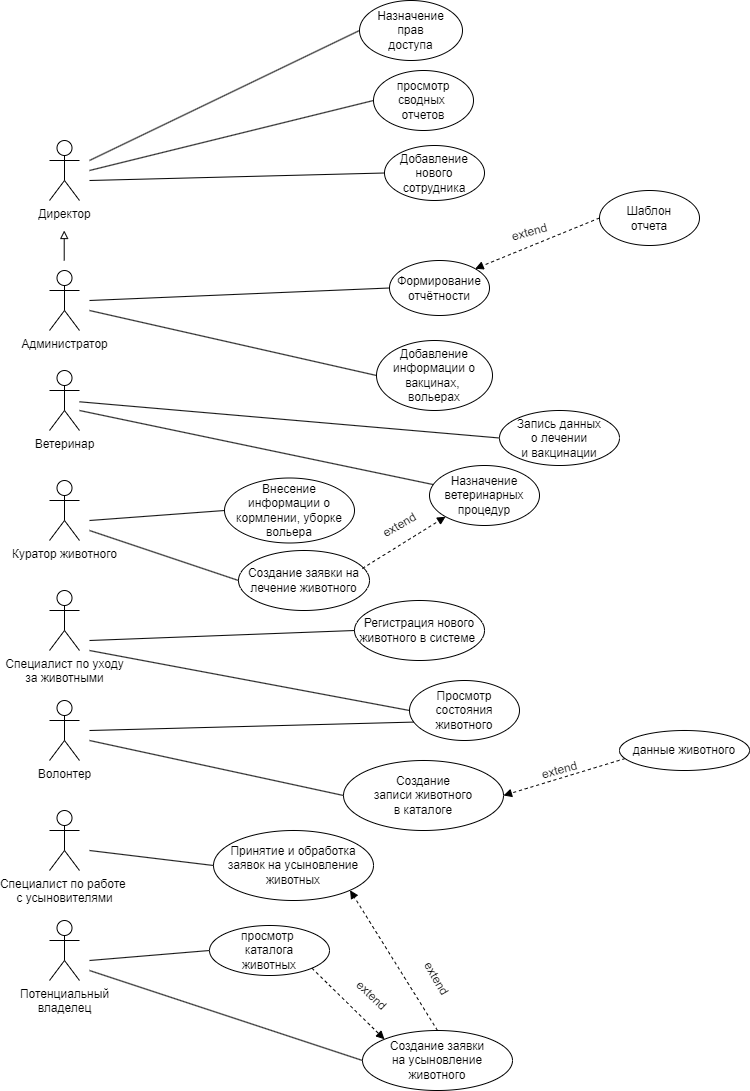 Назначение
прав
доступа
просмотр
сводных
отчетов
Добавление
нового
сотрудника
Директор
Шаблон
отчета
extend
Формирование
отчётности
Администратор
Добавление
информации о
вакцинах,
вольерах
Ветеринар
Запись данных
о лечении
и вакцинации
Назначение
ветеринарных
процедур
Внесение
информации о
кормлении, уборке
вольера
extend
Куратор животного
Создание заявки на
лечение животного
Регистрация нового
животного в системе
Специалист по уходу
за животными
Просмотр
состояния
животного
Волонтер
данные животного
extend
Создание
записи животного
в каталоге
Принятие и обработка
заявок на усыновление
животных
Специалист по работе
с усыновителями
просмотр
каталога
животных
extend
extend
Потенциальный
владелец
Создание заявки
на усыновление
животного